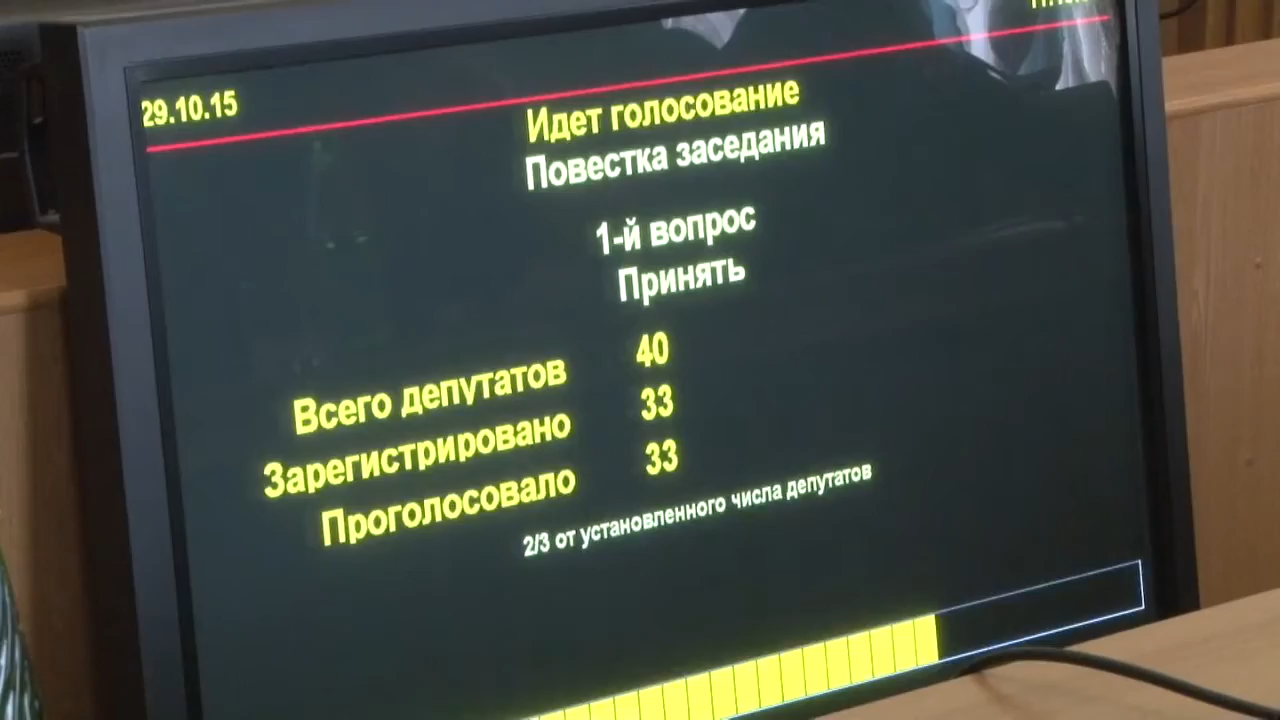 29.10.15
Идет голосование
Повестка заседания
1-й вопрос
Принять
Всего депутатов 40
Зарегистрировано 33
Проголосовало 33
2/3 от установленного числа депутатов